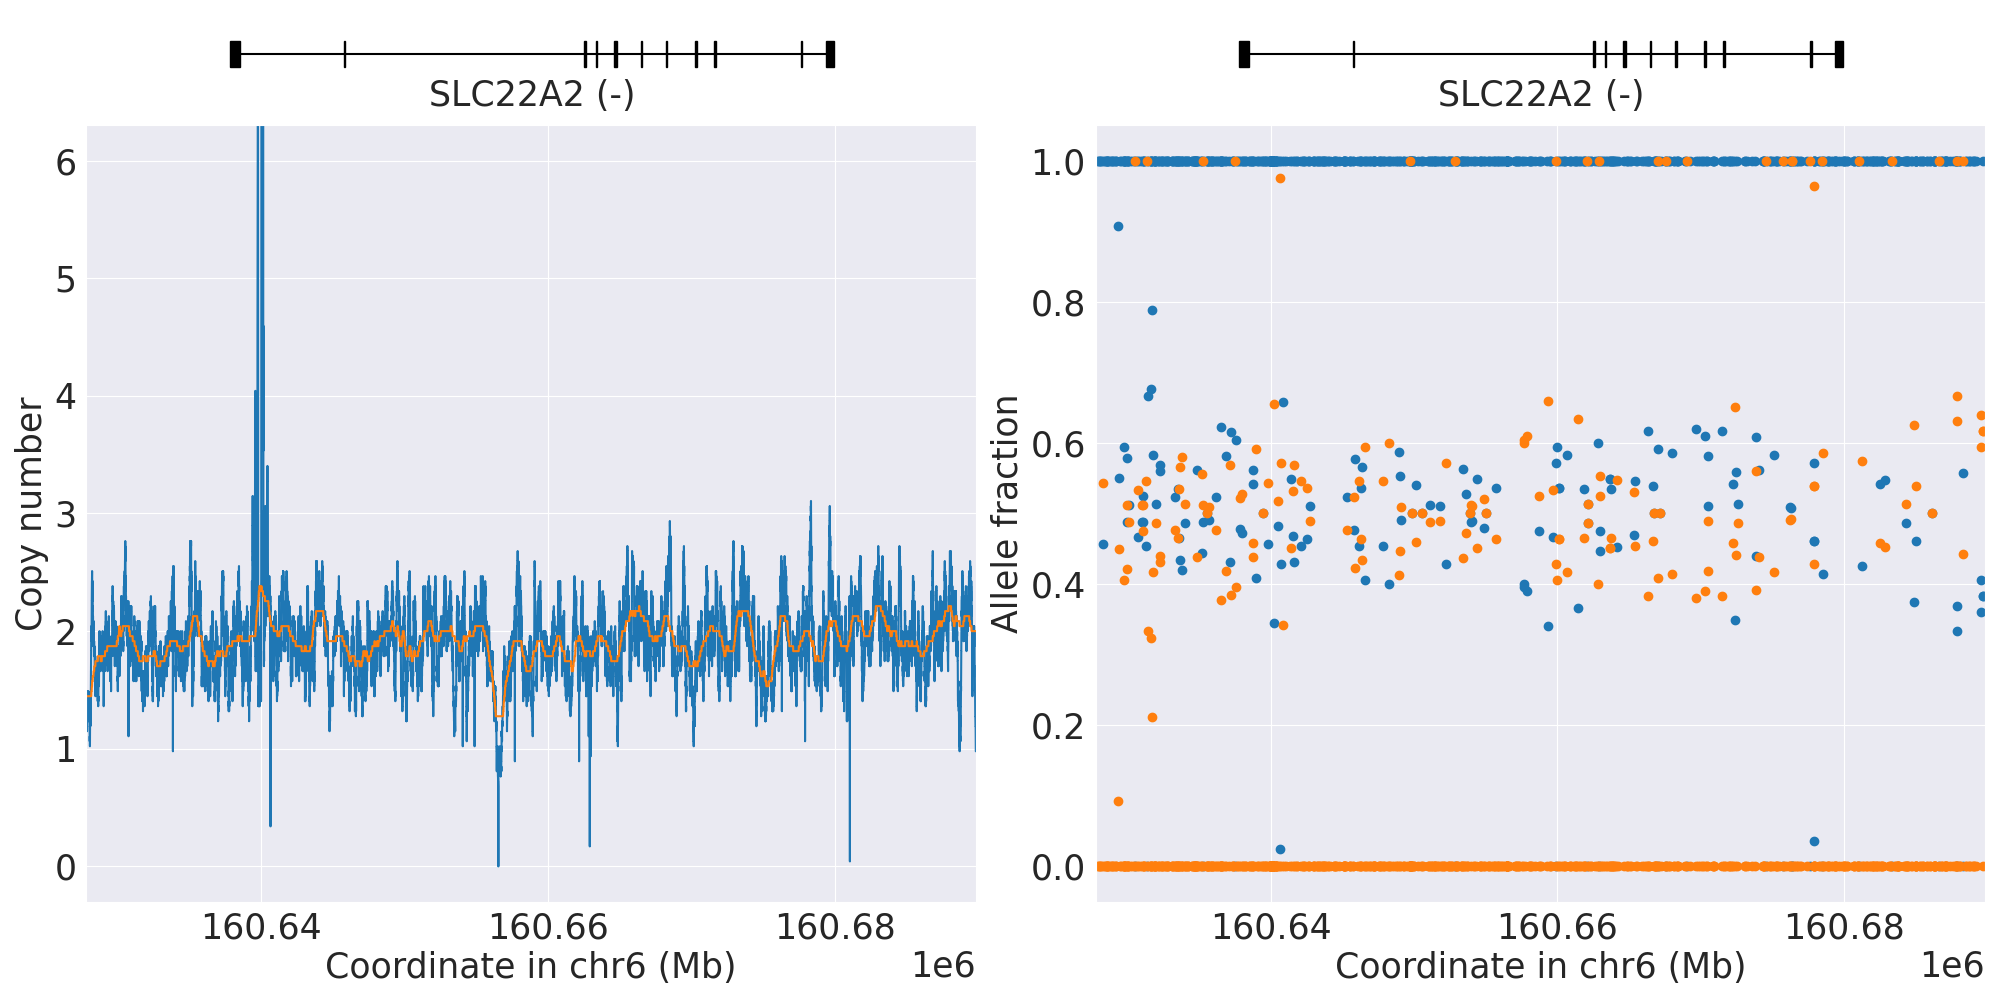 SLC22A2 (-)
6
5
4
3
2
1
0
Copy number
160.64 160.66 160.68
Coordinate in chr6 (Mb) 1e6
SLC22A2 (-)
1.0
0.8
0.6
0.4
0.2
0.0
Allele fraction
160.64 160.66 160.68
Coordinate in chr6 (Mb) 1e6